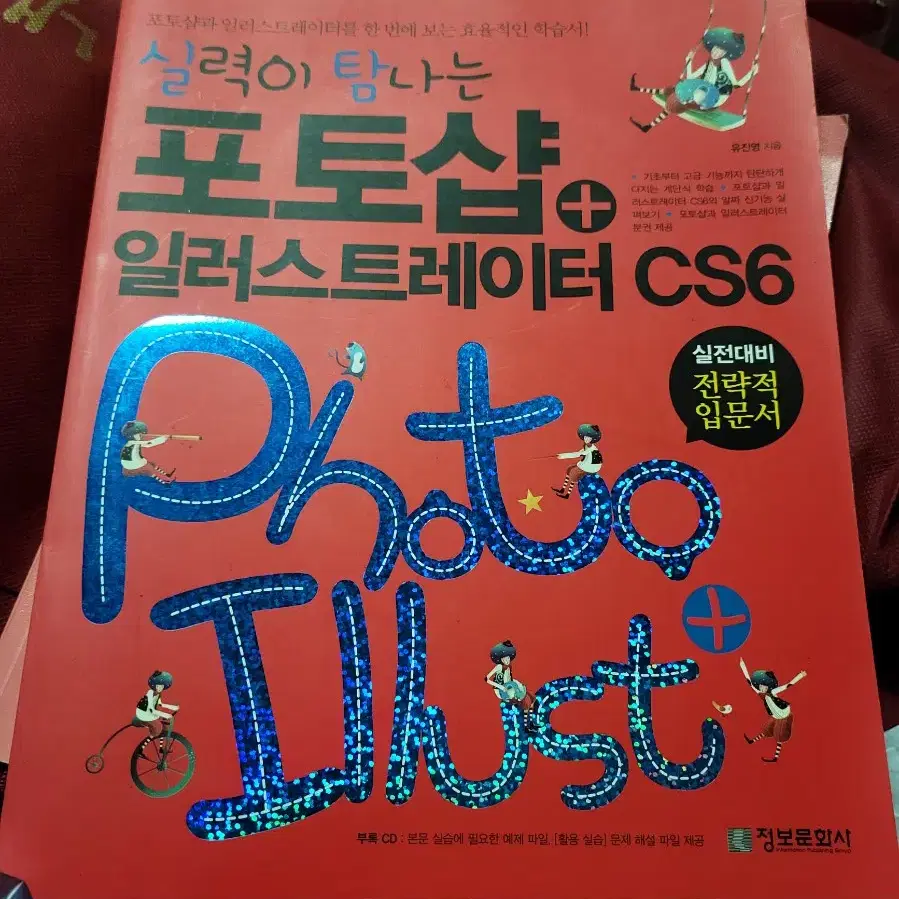 포토샵과 일러스트레이터를 한 번에 보는 효율적인 학습서!
실력이 탐나는
포토샵+
일러스트레이터 CS6
유진영 지음
• 기초부터 고급 기능까지 탄탄하게
다지는 계단식 학습 • 포토샵과 일
러스트레이터 CS6의 알짜 신기능 살
펴보기 • 포토샵과 일러스트레이터
분권 제공
실전대비
전략적
입문서
Photo
Illust+
부록 CD : 본문 실습에 필요한 예제 파일, [활용 실습] 문제 해설 파일 제공
정보문화사
Information Publishing Group